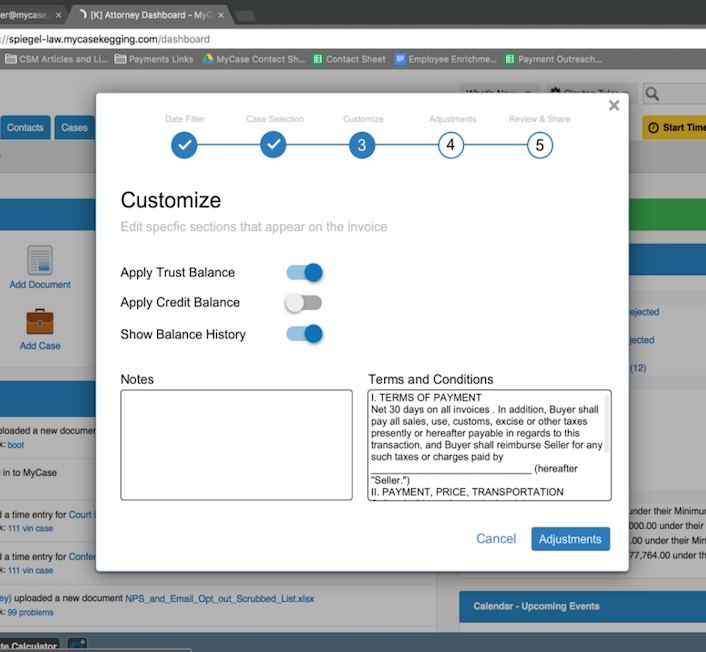 er@mycase.
[K] Attorney Dashboard - MyC
://spiegel-law.mycasekegging.com/dashboard
CSM Articles and Li...
Payments Links
MyCase Contact Sh...
Contact Sheet
Employee Enrichme...
Payment Outreach...
What's New
Contacts
Cases
Start Time
Date Filter
Case Selection
Customize
Adjustments
Review & Share
3
4
5
Customize
Edit specfic sections that appear on the invoice
Apply Trust Balance
Apply Credit Balance
Show Balance History
Notes
Terms and Conditions
I. TERMS OF PAYMENT
Net 30 days on all invoices . In addition, Buyer shall
pay all sales, use, customs, excise or other taxes
presently or hereafter payable in regards to this
transaction, and Buyer shall reimburse Seller for any
such taxes or charges paid by
______________________________ (hereafter
"Seller.")
II. PAYMENT, PRICE, TRANSPORTATION
Cancel
Adjustments
Add Document
Add Case
ejected
jected
(12)
ploaded a new documen
k: boot
in to MyCase
d a time entry for Court
k: 111 vin case
d a time entry for Confer
k: 111 vin case
ey) uploaded a new document NPS_and_Email_Opt_out_Scrubbed_List.xlsx
k: 99 problems
under their Minimu
000.00 under their
.00 under their Min
77,764.00 under th
Calendar - Upcoming Events
te Calculator